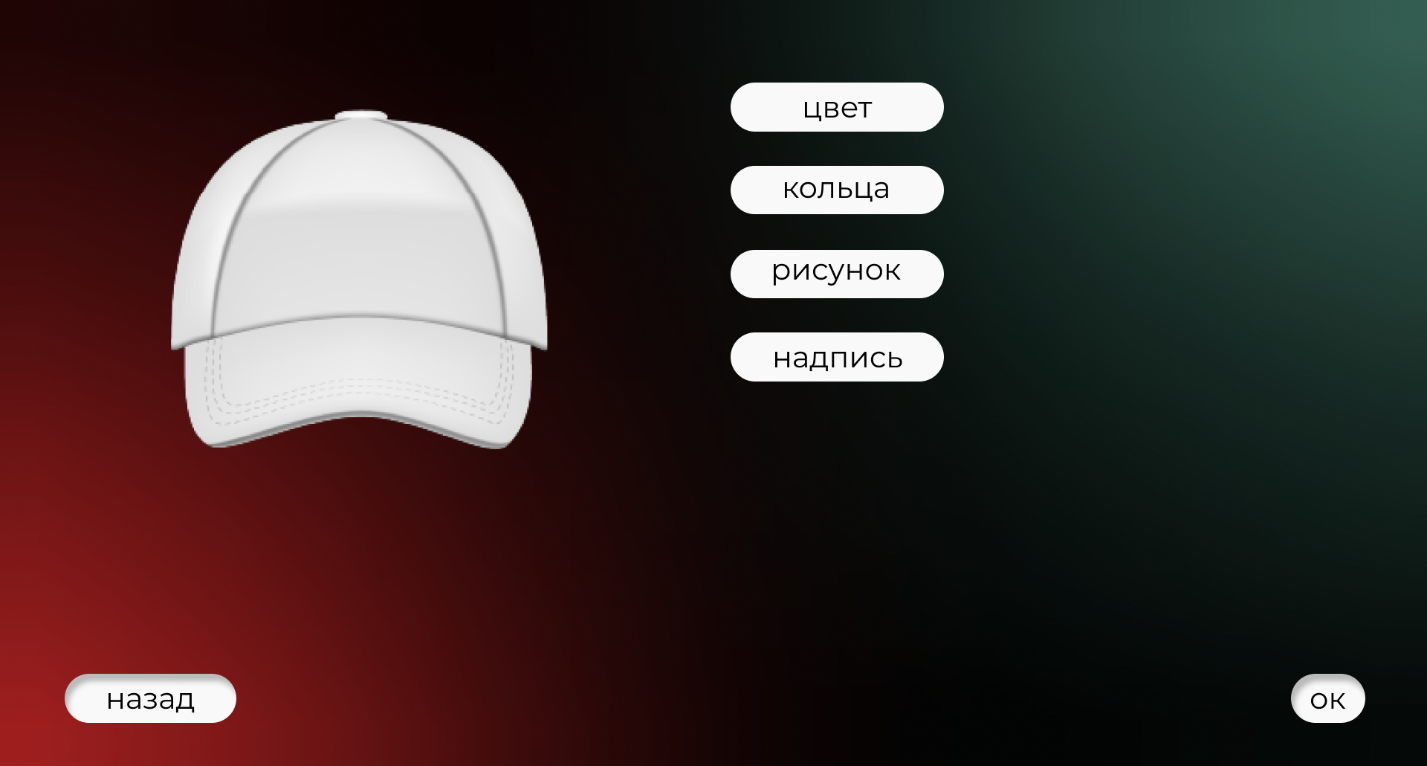 цвет
кольца
рисунок
надпись
назад
ок